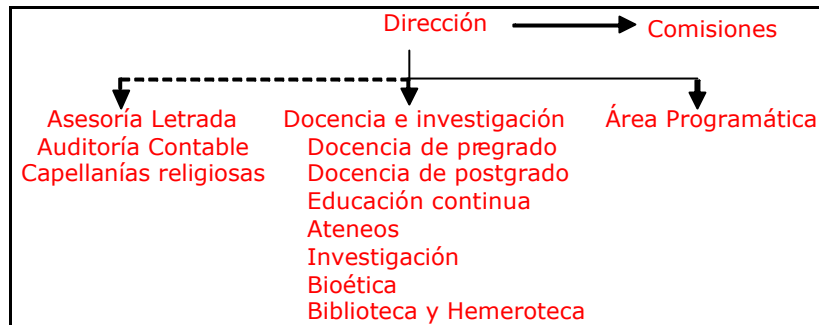 Dirección
Comisiones
Asesoría Letrada
Auditoría Contable
Capellanías religiosas
Docencia e investigación
Docencia de pregrado
Docencia de postgrado
Educación continua
Ateneos
Investigación
Bioética
Biblioteca y Hemeroteca
Área Programática